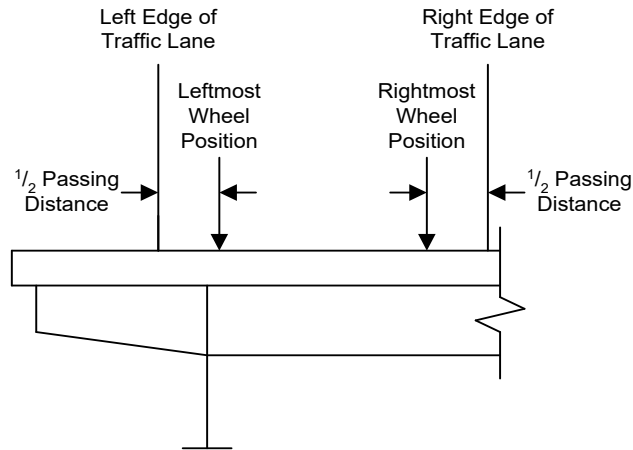 Left Edge of
Traffic Lane
Right Edge of
Traffic Lane
Leftmost
Wheel
Position
Rightmost
Wheel
Position
1/2 Passing
Distance
1/2 Passing
Distance